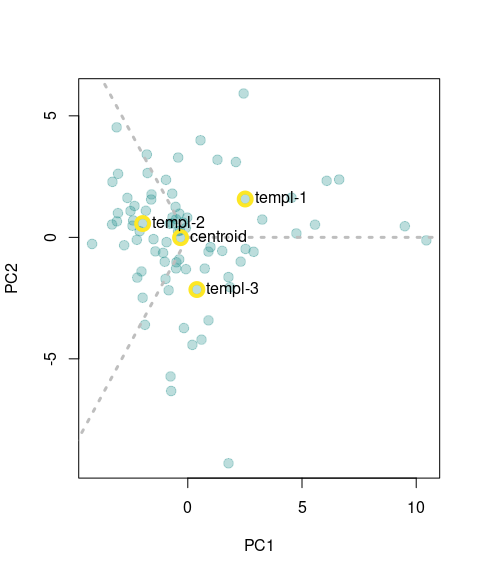 5
templ-1
templ-2
centroid
0
PC2
templ-3
-5
0 5 10
PC1